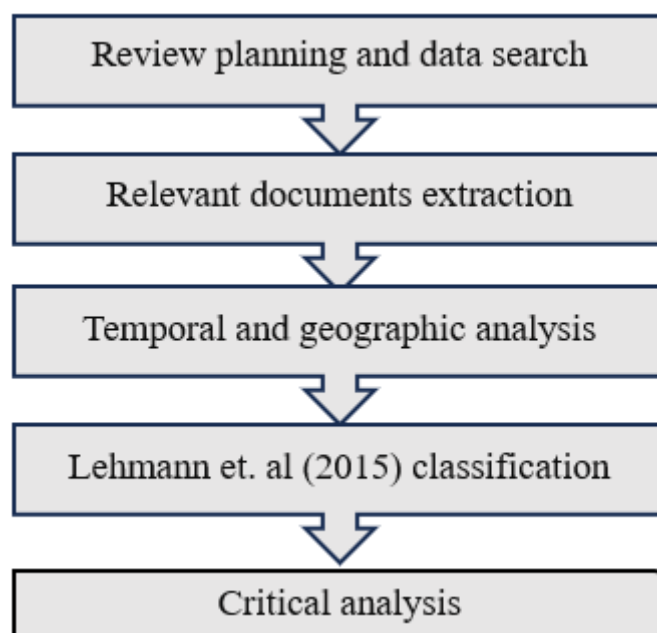 Review planning and data search
Relevant documents extraction
Temporal and geographic analysis
Lehmann et. al (2015) classification
Critical analysis